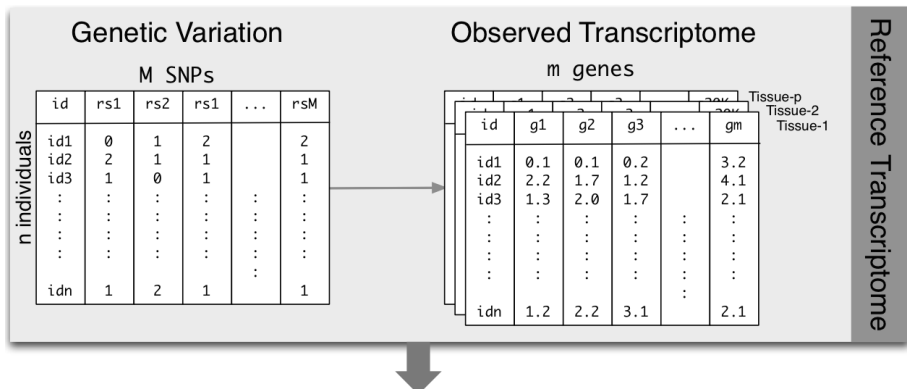 Genetic Variation
Observed Transcriptome
Reference Transcriptome
M SNPs
m genes
n individuals
Tissue-p
Tissue-2
Tissue-1
id rs1 rs2 rs1 ... rsM
id1 0 1 2 2
id2 2 1 1 1
id3 1 0 1 1
: : : : : :
: : : : : :
: : : : : :
: : : : : :
:
idn 1 2 1 1
id g1 g2 g3 ... gm
id1 0.1 0.1 0.2 3.2
id2 2.2 1.7 1.2 4.1
id3 1.3 2.0 1.7 2.1
: : : : : :
: : : : : :
: : : : : :
: : : : : :
:
idn 1.2 2.2 3.1 2.1